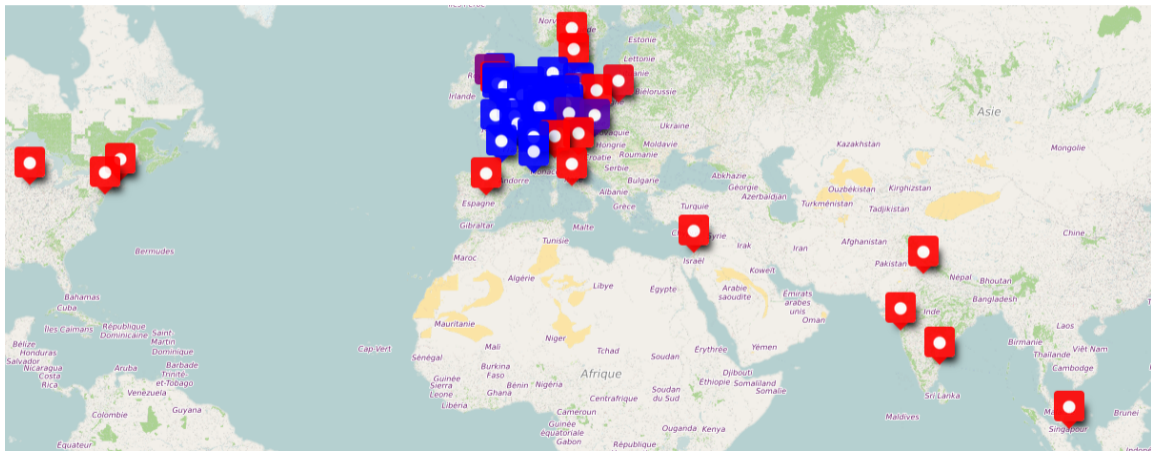 Estonie
Lettonie
Irlande
Biélorussie
Asie
Ukraine
Kazakhstan
Mongolie
Hongrie
Moldavie
Roumanie
Serbie
Andorre
Bulgarie
Abkhazie
Géorgie
Ouzbékistan
Kirghizistan
Espagne
Albanie
Turquie
Azerbaïdjan
Turkménistan
Tadjikistan
Grèce
Gibraltar
Malte
Chine
Tunisie
Irak
Iran
Afghanistan
Bermudes
Maroc
Israël
Pakistan
Koweït
Népal
Bhoutan
Algérie
Libye
Égypte
Arabie
saoudite
Émirats
arabes
unis
Bangladesh
Bahamas
Oman
Inde
Cuba
Mauritanie
Îles Caïmans
République
Dominicaine
Saint-
Martin
Laos
Birmanie
Viêt Nam
Bélize
Honduras
Salvador
Dominique
Cap-Vert
Mali
Niger
Tchad
Soudan
Érythrée
Yémen
Thaïlande
Cambodge
Nicaragua
Costa
Rica
Aruba
Barbade
Trinité-
et-Tobago
Sénégal
Burkina
Faso
Djibouti
Venezuela
Guinée
Sierra
Leone
Bénin
Nigéria
Afrique
Soudan
du Sud
Éthiopie
Somaliland
Somalie
Sri Lanka
Colombie
Guyana
Libéria
Ghana
Centrafrique
Cameroun
Maldives
Brunei
Singapour
Guinée
équatoriale
Gabon
Ouganda
Kenya
Équateur
République